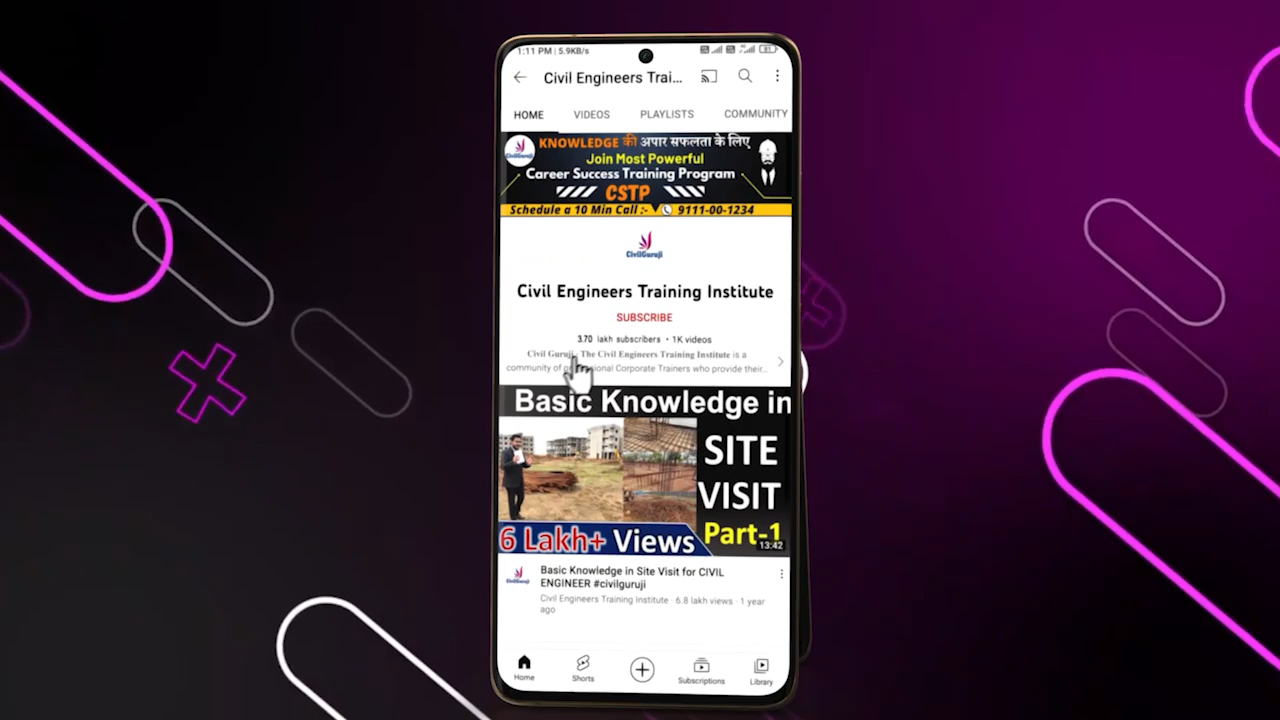 1:11 PM | 5.9KB/s
Civil Engineers Trai...
HOME VIDEOS PLAYLISTS COMMUNITY
CivilGuruji
KNOWLEDGE की अपार सफलता के लिए
Join Most Powerful
Career Success Training Program
CSTP
Schedule a 10 Min Call :- 9111-00-1234
CivilGuruji
Civil Engineers Training Institute
SUBSCRIBE
3.70 lakh subscribers • 1K videos
Civil Guruji - The Civil Engineers Training Institute is a
community of professional Corporate Trainers who provide their...
Basic Knowledge in
SITE
VISIT
Part-1
6 Lakh+ Views
13:42
CivilGuruji
Basic Knowledge in Site Visit for CIVIL
ENGINEER #civilguruji
Civil Engineers Training Institute · 6.8 lakh views · 1 year
ago
Home Shorts Subscriptions Library